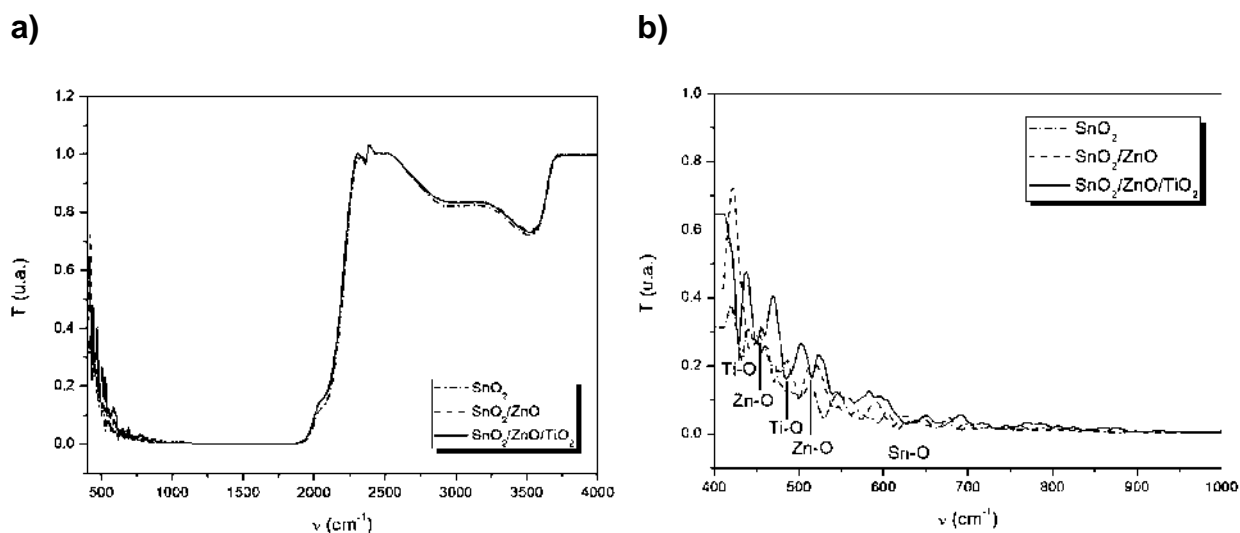 a)
1.2
1.0
0.8
0.6
0.4
0.2
0.0
T (u.a.)
500
1000
1500
2000
2500
3000
3500
4000
ν (cm⁻¹)
SnO₂
SnO₂/ZnO
SnO₂/ZnO/TiO₂
b)
1.0
0.8
0.6
0.4
0.2
0.0
T (u.a.)
400
500
600
700
800
900
1000
ν (cm⁻¹)
SnO₂
SnO₂/ZnO
SnO₂/ZnO/TiO₂
Ti-O
Zn-O
Ti-O
Zn-O
Sn-O